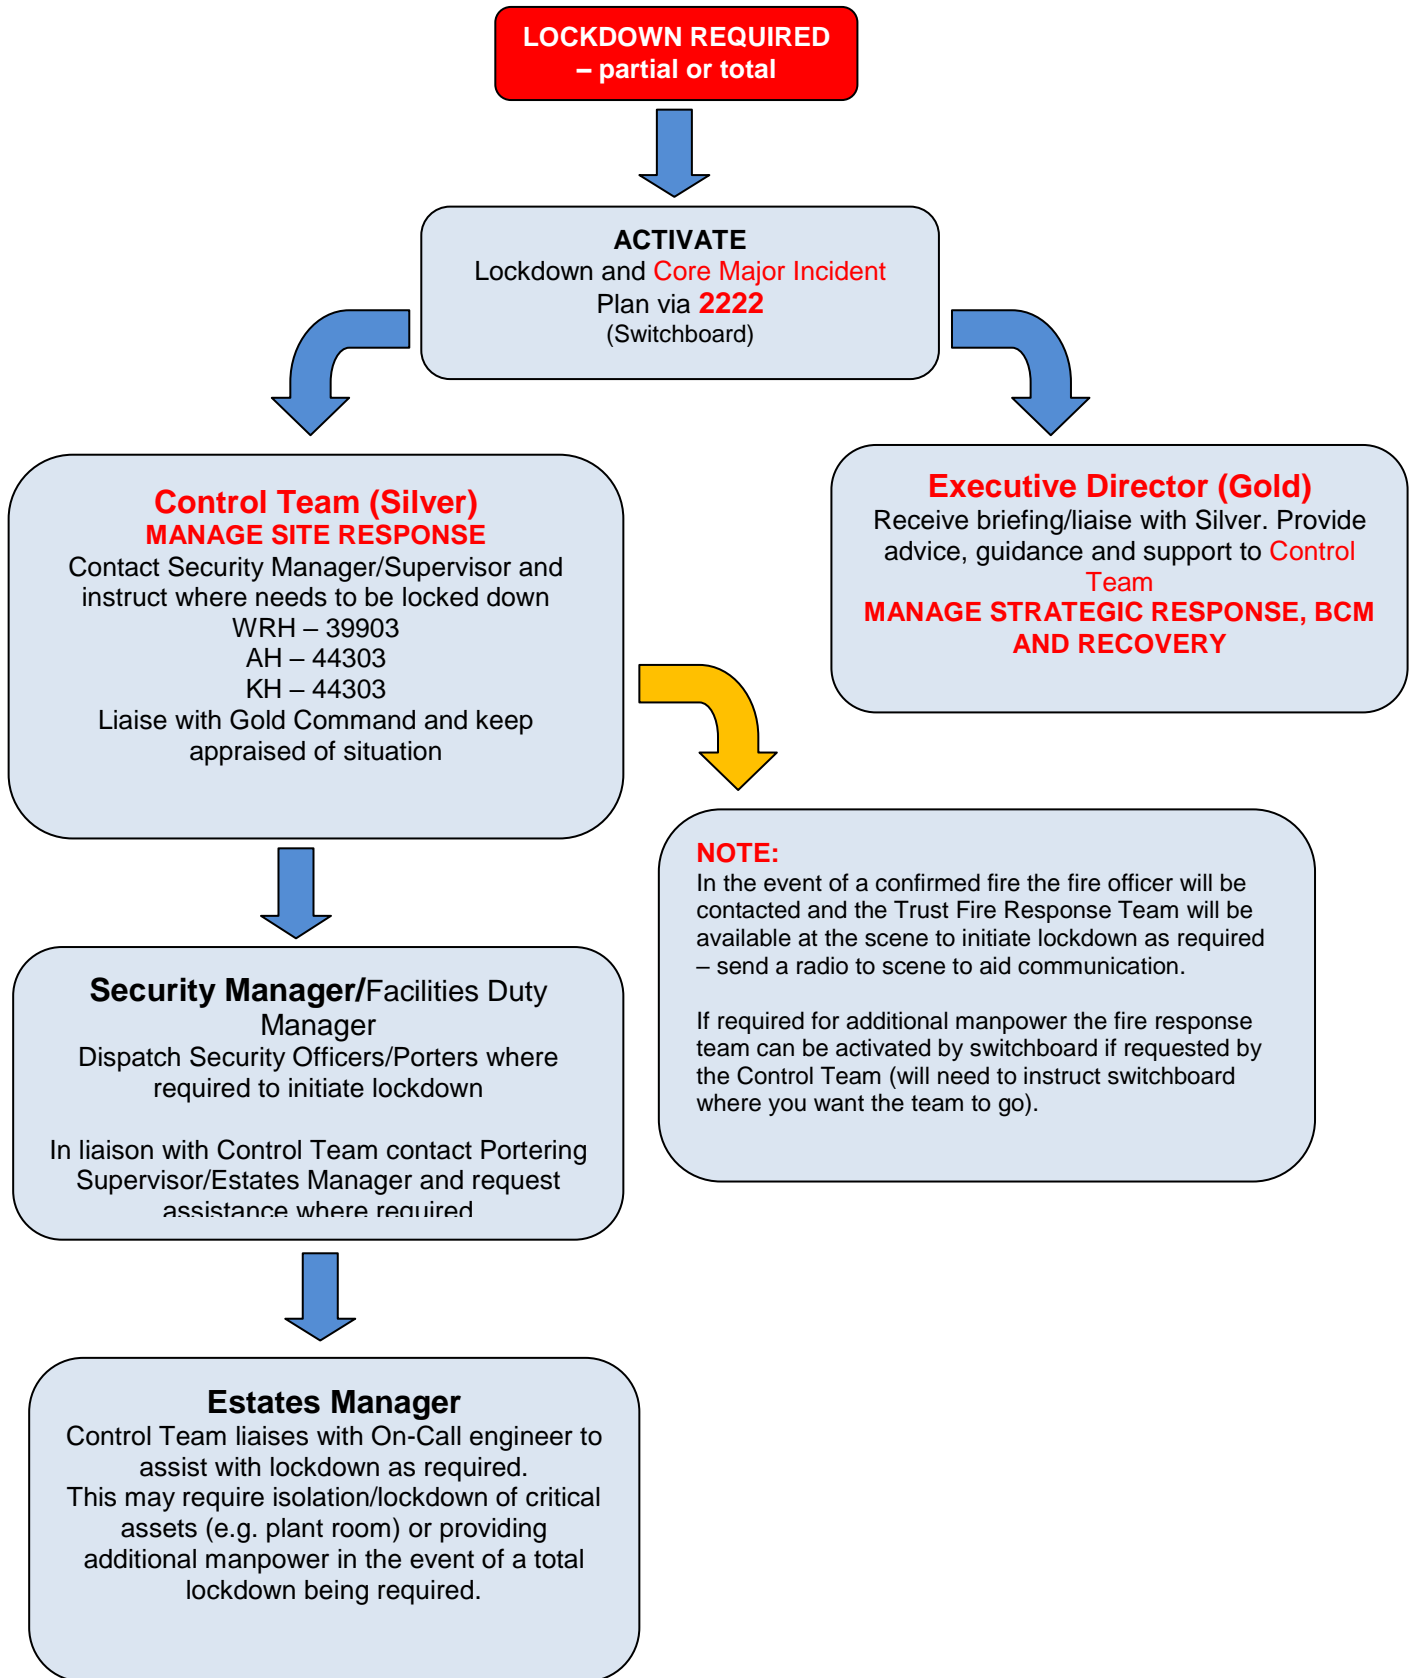 LOCKDOWN REQUIRED
– partial or total
ACTIVATE
Lockdown and Core Major Incident
Plan via 2222
(Switchboard)
Control Team (Silver)
MANAGE SITE RESPONSE
Contact Security Manager/Supervisor and
instruct where needs to be locked down
WRH – 39903
AH – 44303
KH – 44303
Liaise with Gold Command and keep
appraised of situation
Executive Director (Gold)
Receive briefing/liaise with Silver. Provide
advice, guidance and support to Control
Team
MANAGE STRATEGIC RESPONSE, BCM
AND RECOVERY
NOTE:
In the event of a confirmed fire the fire officer will be
contacted and the Trust Fire Response Team will be
available at the scene to initiate lockdown as required
– send a radio to scene to aid communication.
If required for additional manpower the fire response
team can be activated by switchboard if requested by
the Control Team (will need to instruct switchboard
where you want the team to go).
Security Manager/Facilities Duty
Manager
Dispatch Security Officers/Porters where
required to initiate lockdown
In liaison with Control Team contact Portering
Supervisor/Estates Manager and request
assistance where required
Estates Manager
Control Team liaises with On-Call engineer to
assist with lockdown as required.
This may require isolation/lockdown of critical
assets (e.g. plant room) or providing
additional manpower in the event of a total
lockdown being required.